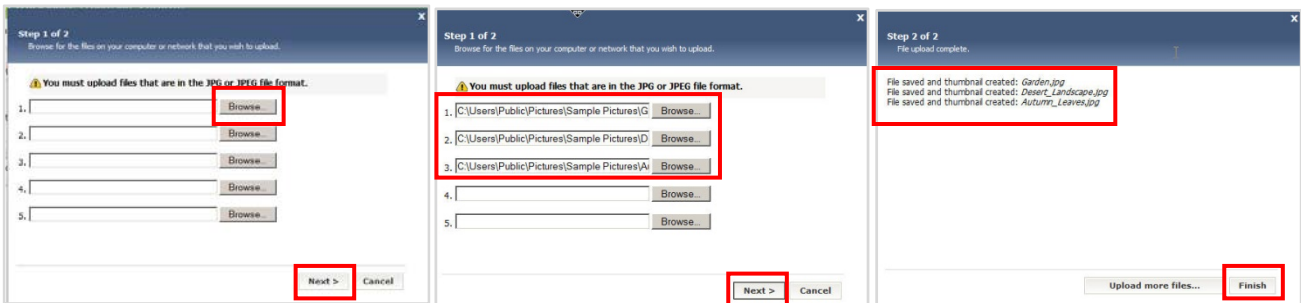 X
Step 1 of 2
Browse for the files on your computer or network that you wish to upload.
You must upload files that are in the JPG or JPEG file format.
1. Browse...
2. Browse...
3. Browse...
4. Browse...
5. Browse...
Next > Cancel
X
Step 1 of 2
Browse for the files on your computer or network that you wish to upload.
You must upload files that are in the JPG or JPEG file format.
1. C:\Users\Public\Pictures\Sample Pictures\G Browse...
2. C:\Users\Public\Pictures\Sample Pictures\D Browse...
3. C:\Users\Public\Pictures\Sample Pictures\A Browse...
4. Browse...
5. Browse...
Next > Cancel
X
Step 2 of 2
File upload complete.
File saved and thumbnail created: Garden.jpg
File saved and thumbnail created: Desert_Landscape.jpg
File saved and thumbnail created: Autumn_Leaves.jpg
Upload more files... Finish